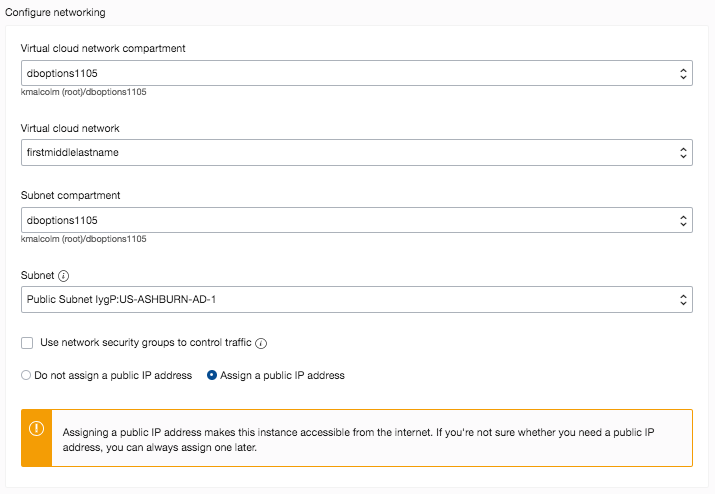 Configure networking
Virtual cloud network compartment
dboptions1105
kmalcolm (root)/dboptions1105
Virtual cloud network
firstmiddlelastname
Subnet compartment
dboptions1105
kmalcolm (root)/dboptions1105
Subnet
Public Subnet IygP:US-ASHBURN-AD-1
Use network security groups to control traffic
Do not assign a public IP address Assign a public IP address
Assigning a public IP address makes this instance accessible from the internet. If you're not sure whether you need a public IP
address, you can always assign one later.